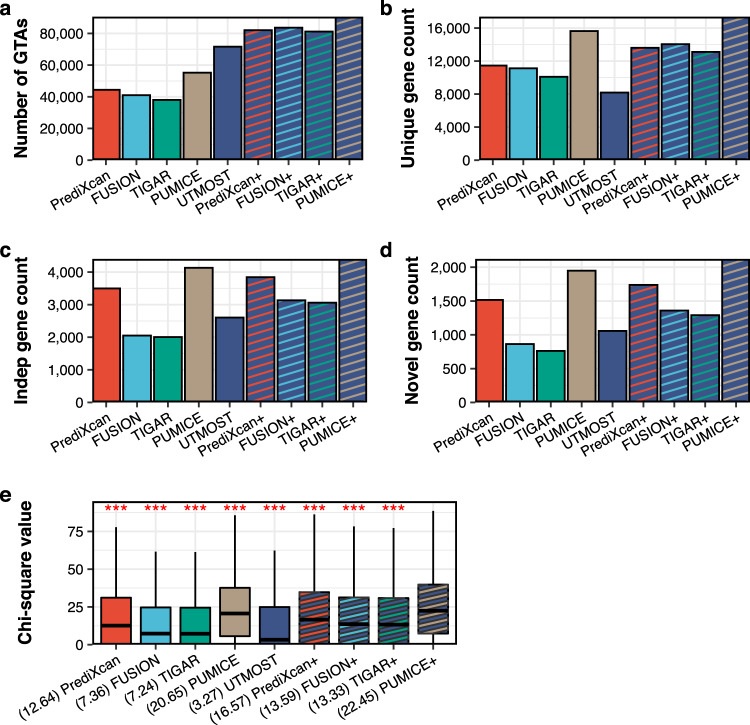 a
Number of GTAs
80,000
60,000
40,000
20,000
0
PrediXcan
FUSION
TIGAR
PUMICE
UTMOST
PrediXcan+
FUSION+
TIGAR+
PUMICE+
b
Unique gene count
16,000
12,000
8,000
4,000
0
PrediXcan
FUSION
TIGAR
PUMICE
UTMOST
PrediXcan+
FUSION+
TIGAR+
PUMICE+
c
Indep gene count
4,000
3,000
2,000
1,000
0
PrediXcan
FUSION
TIGAR
PUMICE
UTMOST
PrediXcan+
FUSION+
TIGAR+
PUMICE+
d
Novel gene count
2,000
1,500
1,000
500
0
PrediXcan
FUSION
TIGAR
PUMICE
UTMOST
PrediXcan+
FUSION+
TIGAR+
PUMICE+
e
Chi-square value
75
50
25
0
*** *** *** *** *** *** *** ***
(12.64) PrediXcan
(7.36) FUSION
(7.24) TIGAR
(20.65) PUMICE
(3.27) UTMOST
(16.57) PrediXcan+
(13.59) FUSION+
(13.33) TIGAR+
(22.45) PUMICE+